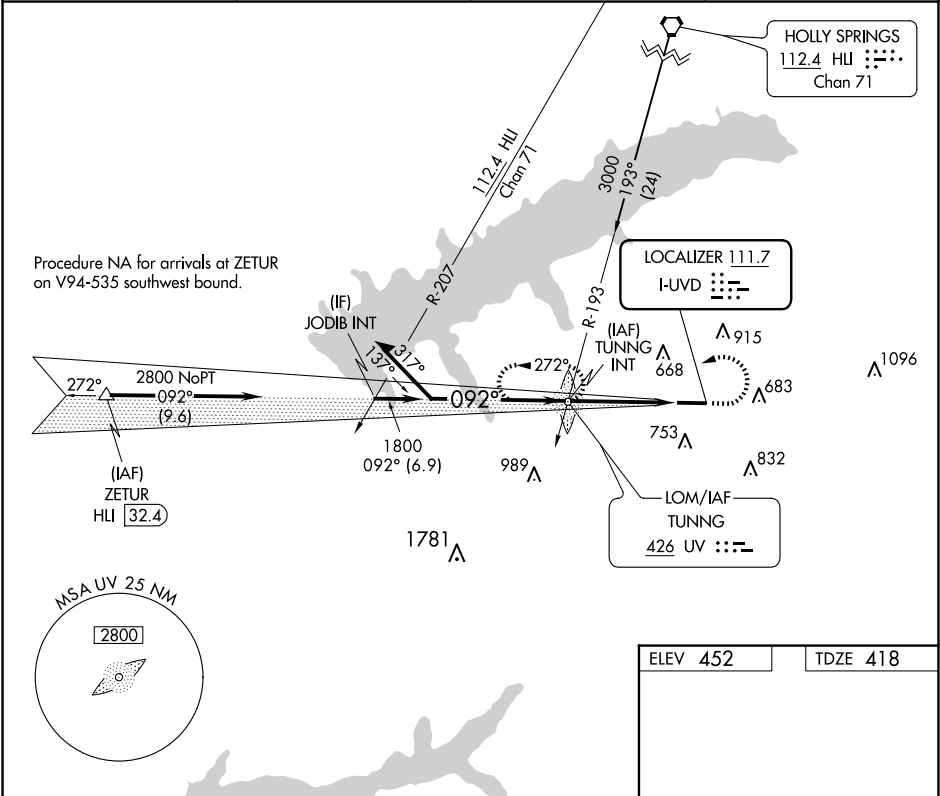 HOLLY SPRINGS
112.4 HLI
Chan 71
112.4 HLI
Chan 71
R-207
3000
193°
(24)
R-193
LOCALIZER 111.7
I-UVD
Procedure NA for arrivals at ZETUR
on V94-535 southwest bound.
(IF)
JODIB INT
(IAF)
TUNNG
INT
915
668
1096
683
753
832
989
1781
317°
137°
272°
272°
2800 NoPT
092°
(9.6)
092°
1800
092° (6.9)
(IAF)
ZETUR
HLI 32.4
LOM/IAF
TUNNG
426 UV
MSA UV 25 NM
2800
ELEV 452
TDZE 418